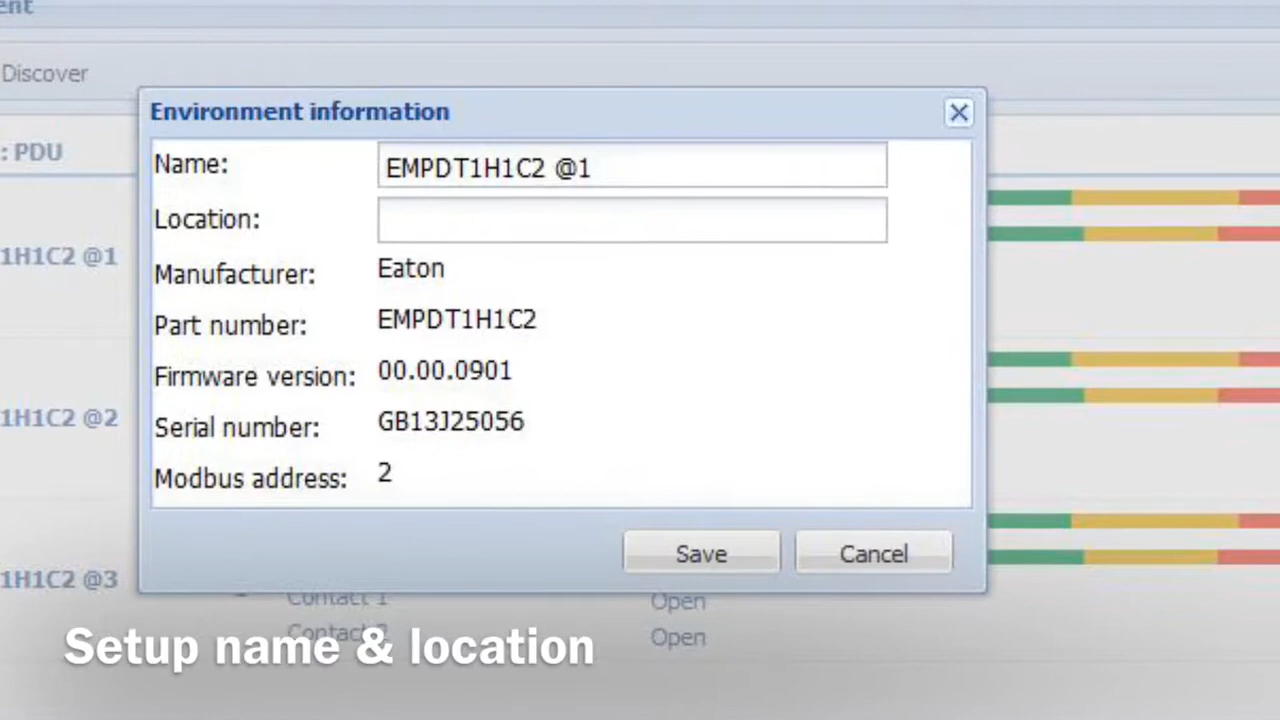 ent
Discover
: PDU
Environment information
Name: EMPDT1H1C2 @1
Location:
Manufacturer: Eaton
Part number: EMPDT1H1C2
Firmware version: 00.00.0901
Serial number: GB13J25056
Modbus address: 2
Save Cancel
1H1C2 @1
1H1C2 @2
1H1C2 @3
Contact 1 Open
Contact 2 Open
Setup name & location